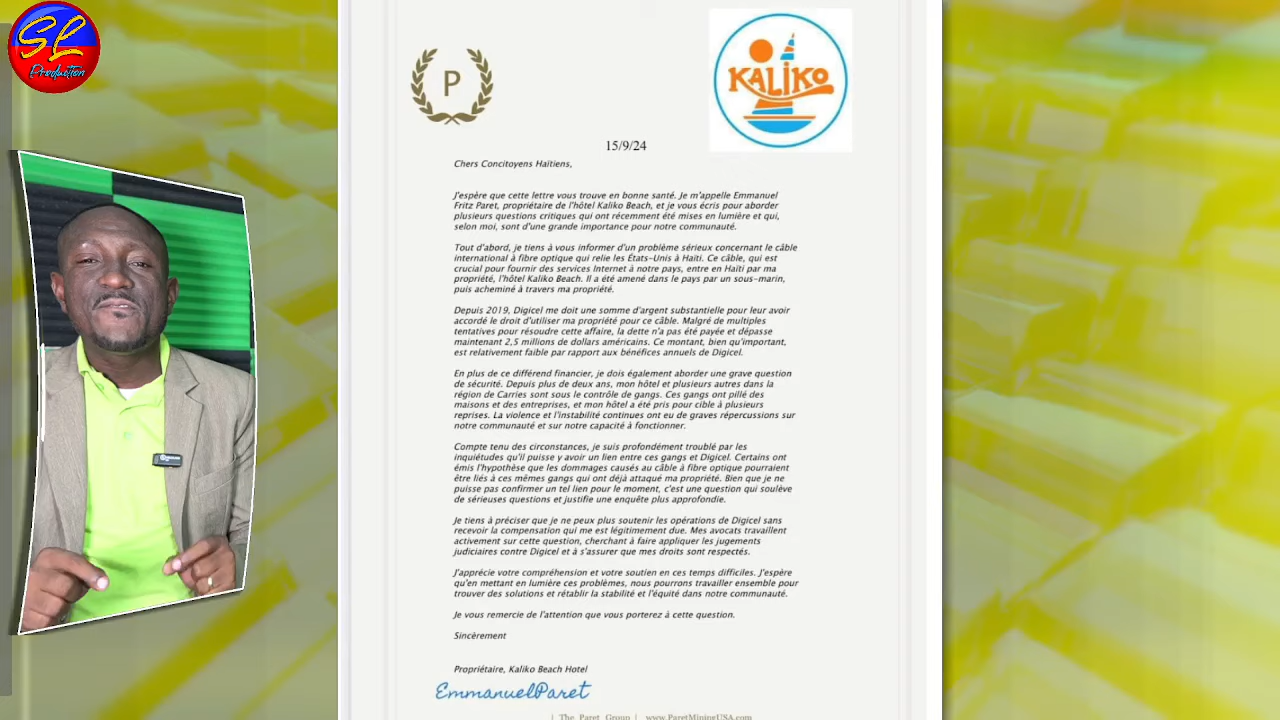 SL
Production
P
KALIKO
15/9/24
Chers Concitoyens Haïtiens,
J'espère que cette lettre vous trouve en bonne santé. Je m'appelle Emmanuel
Fritz Paret, propriétaire de l'hôtel Kaliko Beach, et je vous écris pour aborder
plusieurs questions critiques qui ont récemment été mises en lumière et qui,
selon moi, sont d'une grande importance pour notre communauté.
Tout d'abord, je tiens à vous informer d'un problème sérieux concernant le câble
international à fibre optique qui relie les États-Unis à Haïti. Ce câble, qui est
crucial pour fournir des services Internet à notre pays, entre en Haïti par ma
propriété, l'hôtel Kaliko Beach. Il a été amené dans le pays par un sous-marin,
puis acheminé à travers ma propriété.
Depuis 2019, Digicel me doit une somme d'argent substantielle pour leur avoir
accordé le droit d'utiliser ma propriété pour ce câble. Malgré de multiples
tentatives pour résoudre cette affaire, la dette n'a pas été payée et dépasse
maintenant 2,5 millions de dollars américains. Ce montant, bien qu'important,
est relativement faible par rapport aux bénéfices annuels de Digicel.
En plus de ce différend financier, je dois également aborder une grave question
de sécurité. Depuis plus de deux ans, mon hôtel et plusieurs autres dans la
région de Carries sont sous le contrôle de gangs. Ces gangs ont pillé des
maisons et des entreprises, et mon hôtel a été pris pour cible à plusieurs
reprises. La violence et l'instabilité continues ont eu de graves répercussions sur
notre communauté et sur notre capacité à fonctionner.
Compte tenu des circonstances, je suis profondément troublé par les
inquiétudes qu'il puisse y avoir un lien entre ces gangs et Digicel. Certains ont
émis l'hypothèse que les dommages causés au câble à fibre optique pourraient
être liés à ces mêmes gangs qui ont déjà attaqué ma propriété. Bien que je ne
puisse pas confirmer un tel lien pour le moment, c'est une question qui soulève
de sérieuses questions et justifie une enquête plus approfondie.
Je tiens à préciser que je ne peux plus soutenir les opérations de Digicel sans
recevoir la compensation qui me est légitimement due. Mes avocats travaillent
activement sur cette question, cherchant à faire appliquer les jugements
judiciaires contre Digicel et à s'assurer que mes droits sont respectés.
J'apprécie votre compréhension et votre soutien en ces temps difficiles. J'espère
qu'en mettant en lumière ces problèmes, nous pourrons travailler ensemble pour
trouver des solutions et rétablir la stabilité et l'équité dans notre communauté.
Je vous remercie de l'attention que vous porterez à cette question.
Sincèrement
Propriétaire, Kaliko Beach Hotel
EmmanuelParet
| The Paret Group | www.ParetMiningUSA.com